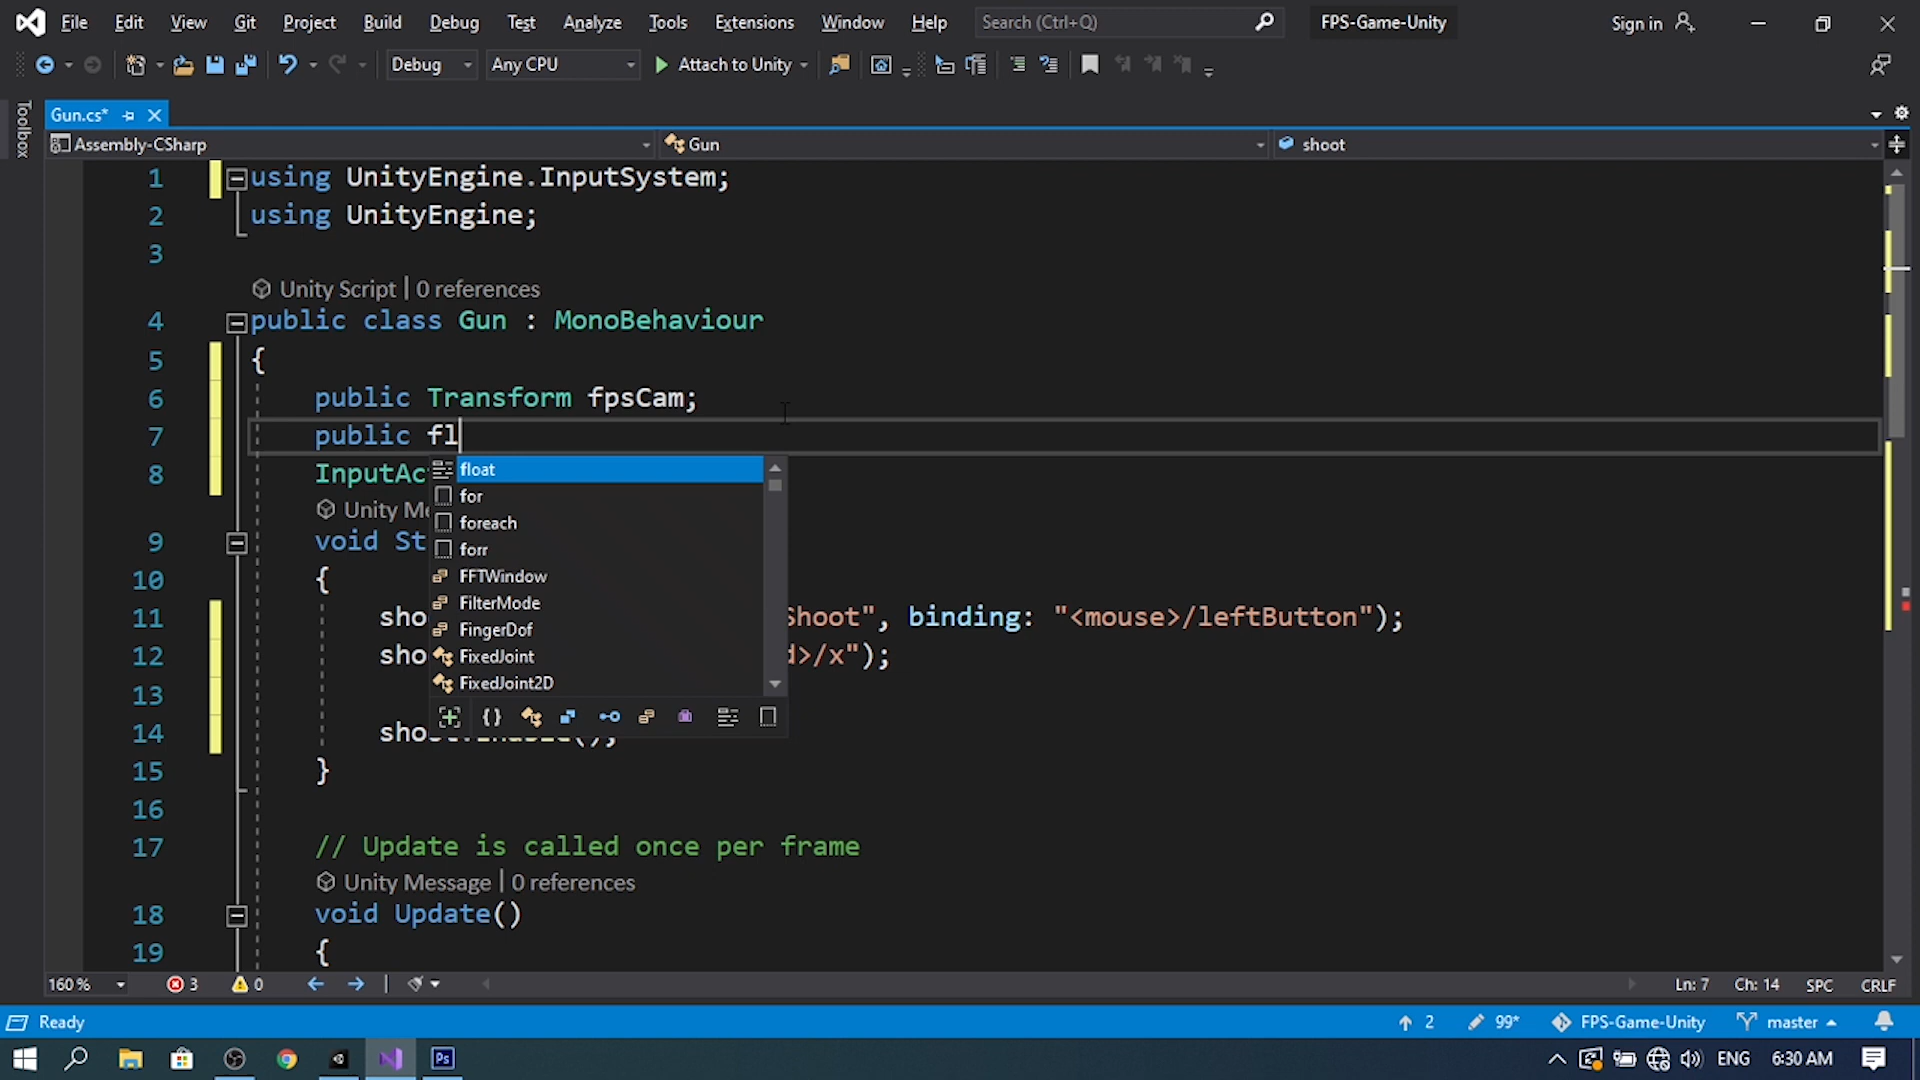 File Edit View Git Project Build Debug Test Analyze Tools Extensions Window Help Search (Ctrl+Q) FPS-Game-Unity Sign in
Debug Any CPU Attach to Unity
Toolbox
Gun.cs*
Assembly-CSharp Gun shoot
1 using UnityEngine.InputSystem;
2 using UnityEngine;
3
Unity Script | 0 references
4 public class Gun : MonoBehaviour
5 {
6 public Transform fpsCam;
7 public fl
8 InputAc
float
for
foreach
forr
FFTWindow
FilterMode
FingerDof
FixedJoint
FixedJoint2D
Unity Me
9 void St
10 {
11 sho Shoot", binding: "<mouse>/leftButton");
12 sho d>/x");
13
14 shoot.Enable();
15 }
16
17 // Update is called once per frame
Unity Message | 0 references
18 void Update()
19 {
160 % 3 0 Ln: 7 Ch: 14 SPC CRLF
Ready 2 99* FPS-Game-Unity master
Ps ENG 6:30 AM